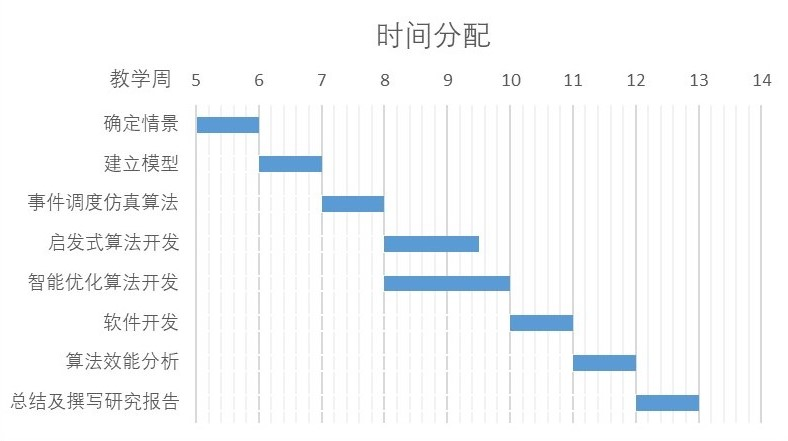 时间分配
教学周 5 6 7 8 9 10 11 12 13 14
确定情景
建立模型
事件调度仿真算法
启发式算法开发
智能优化算法开发
软件开发
算法效能分析
总结及撰写研究报告